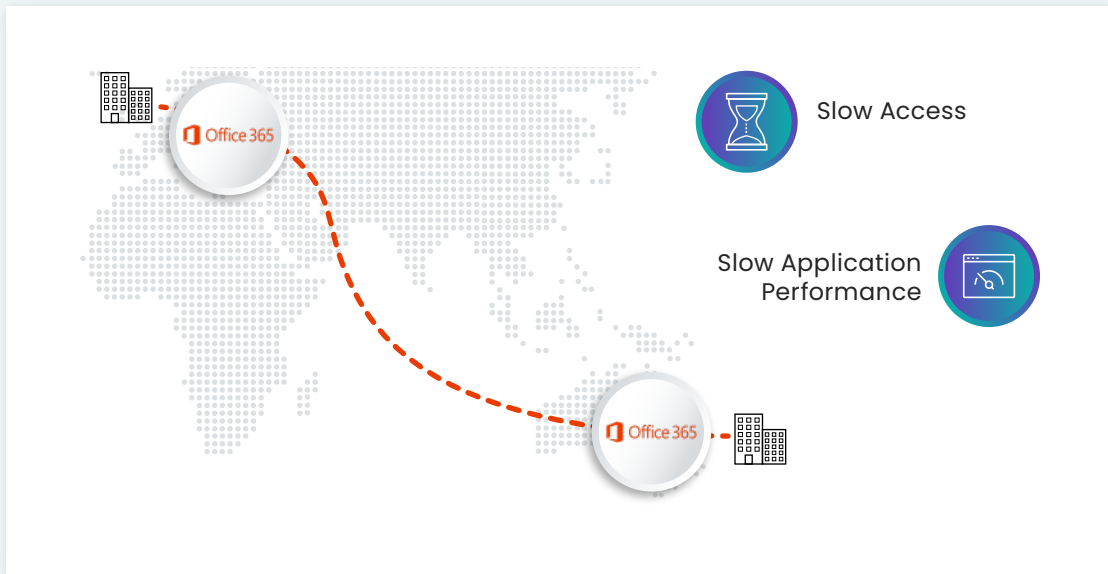 Office 365
Slow Access
Slow Application
Performance
Office 365